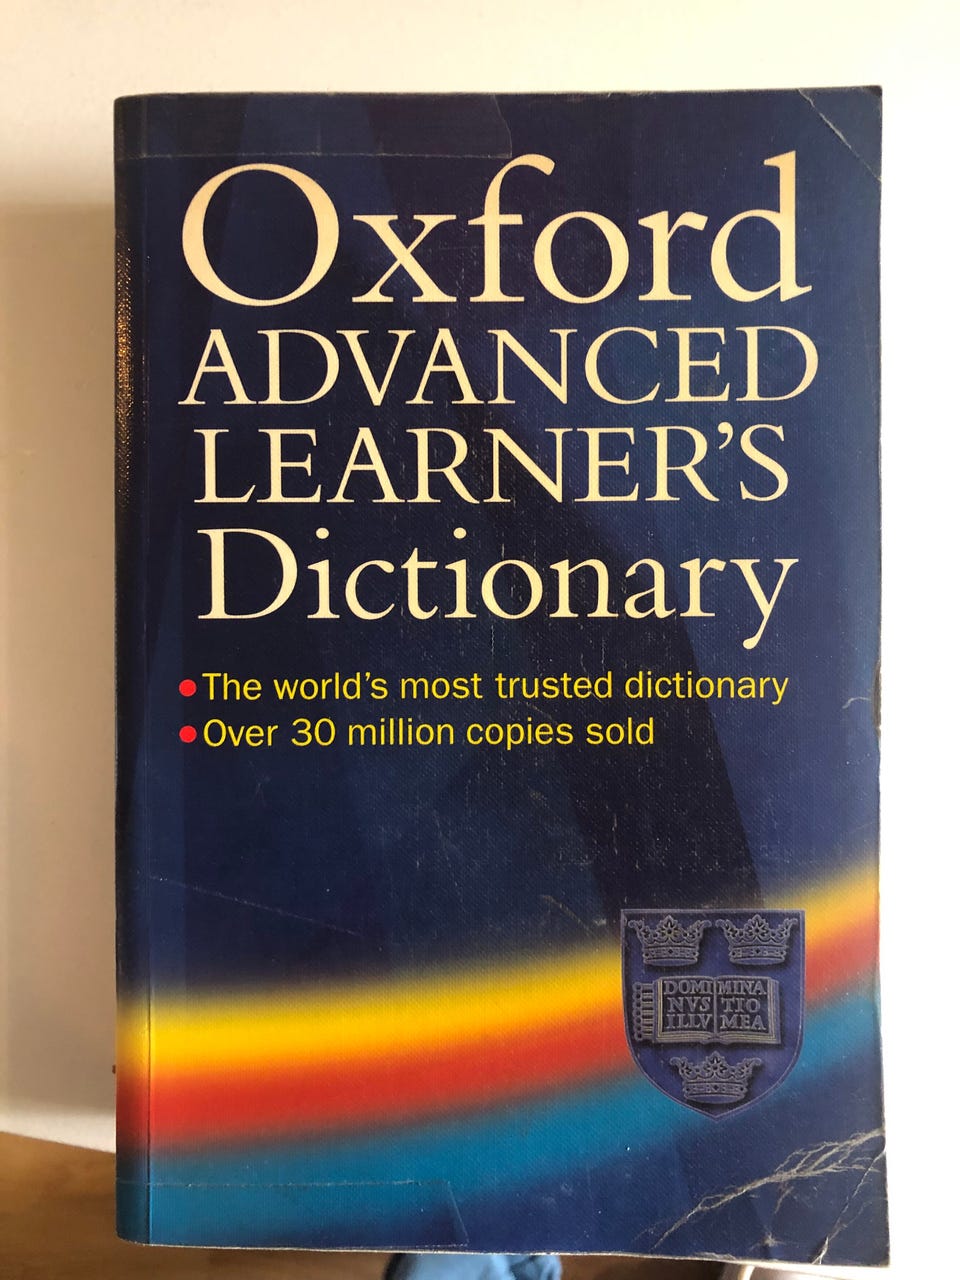 Oxford
ADVANCED
LEARNER'S
Dictionary
The world's most trusted dictionary
Over 30 million copies sold
DOMI MINA
NVS TIO
ILLV MEA